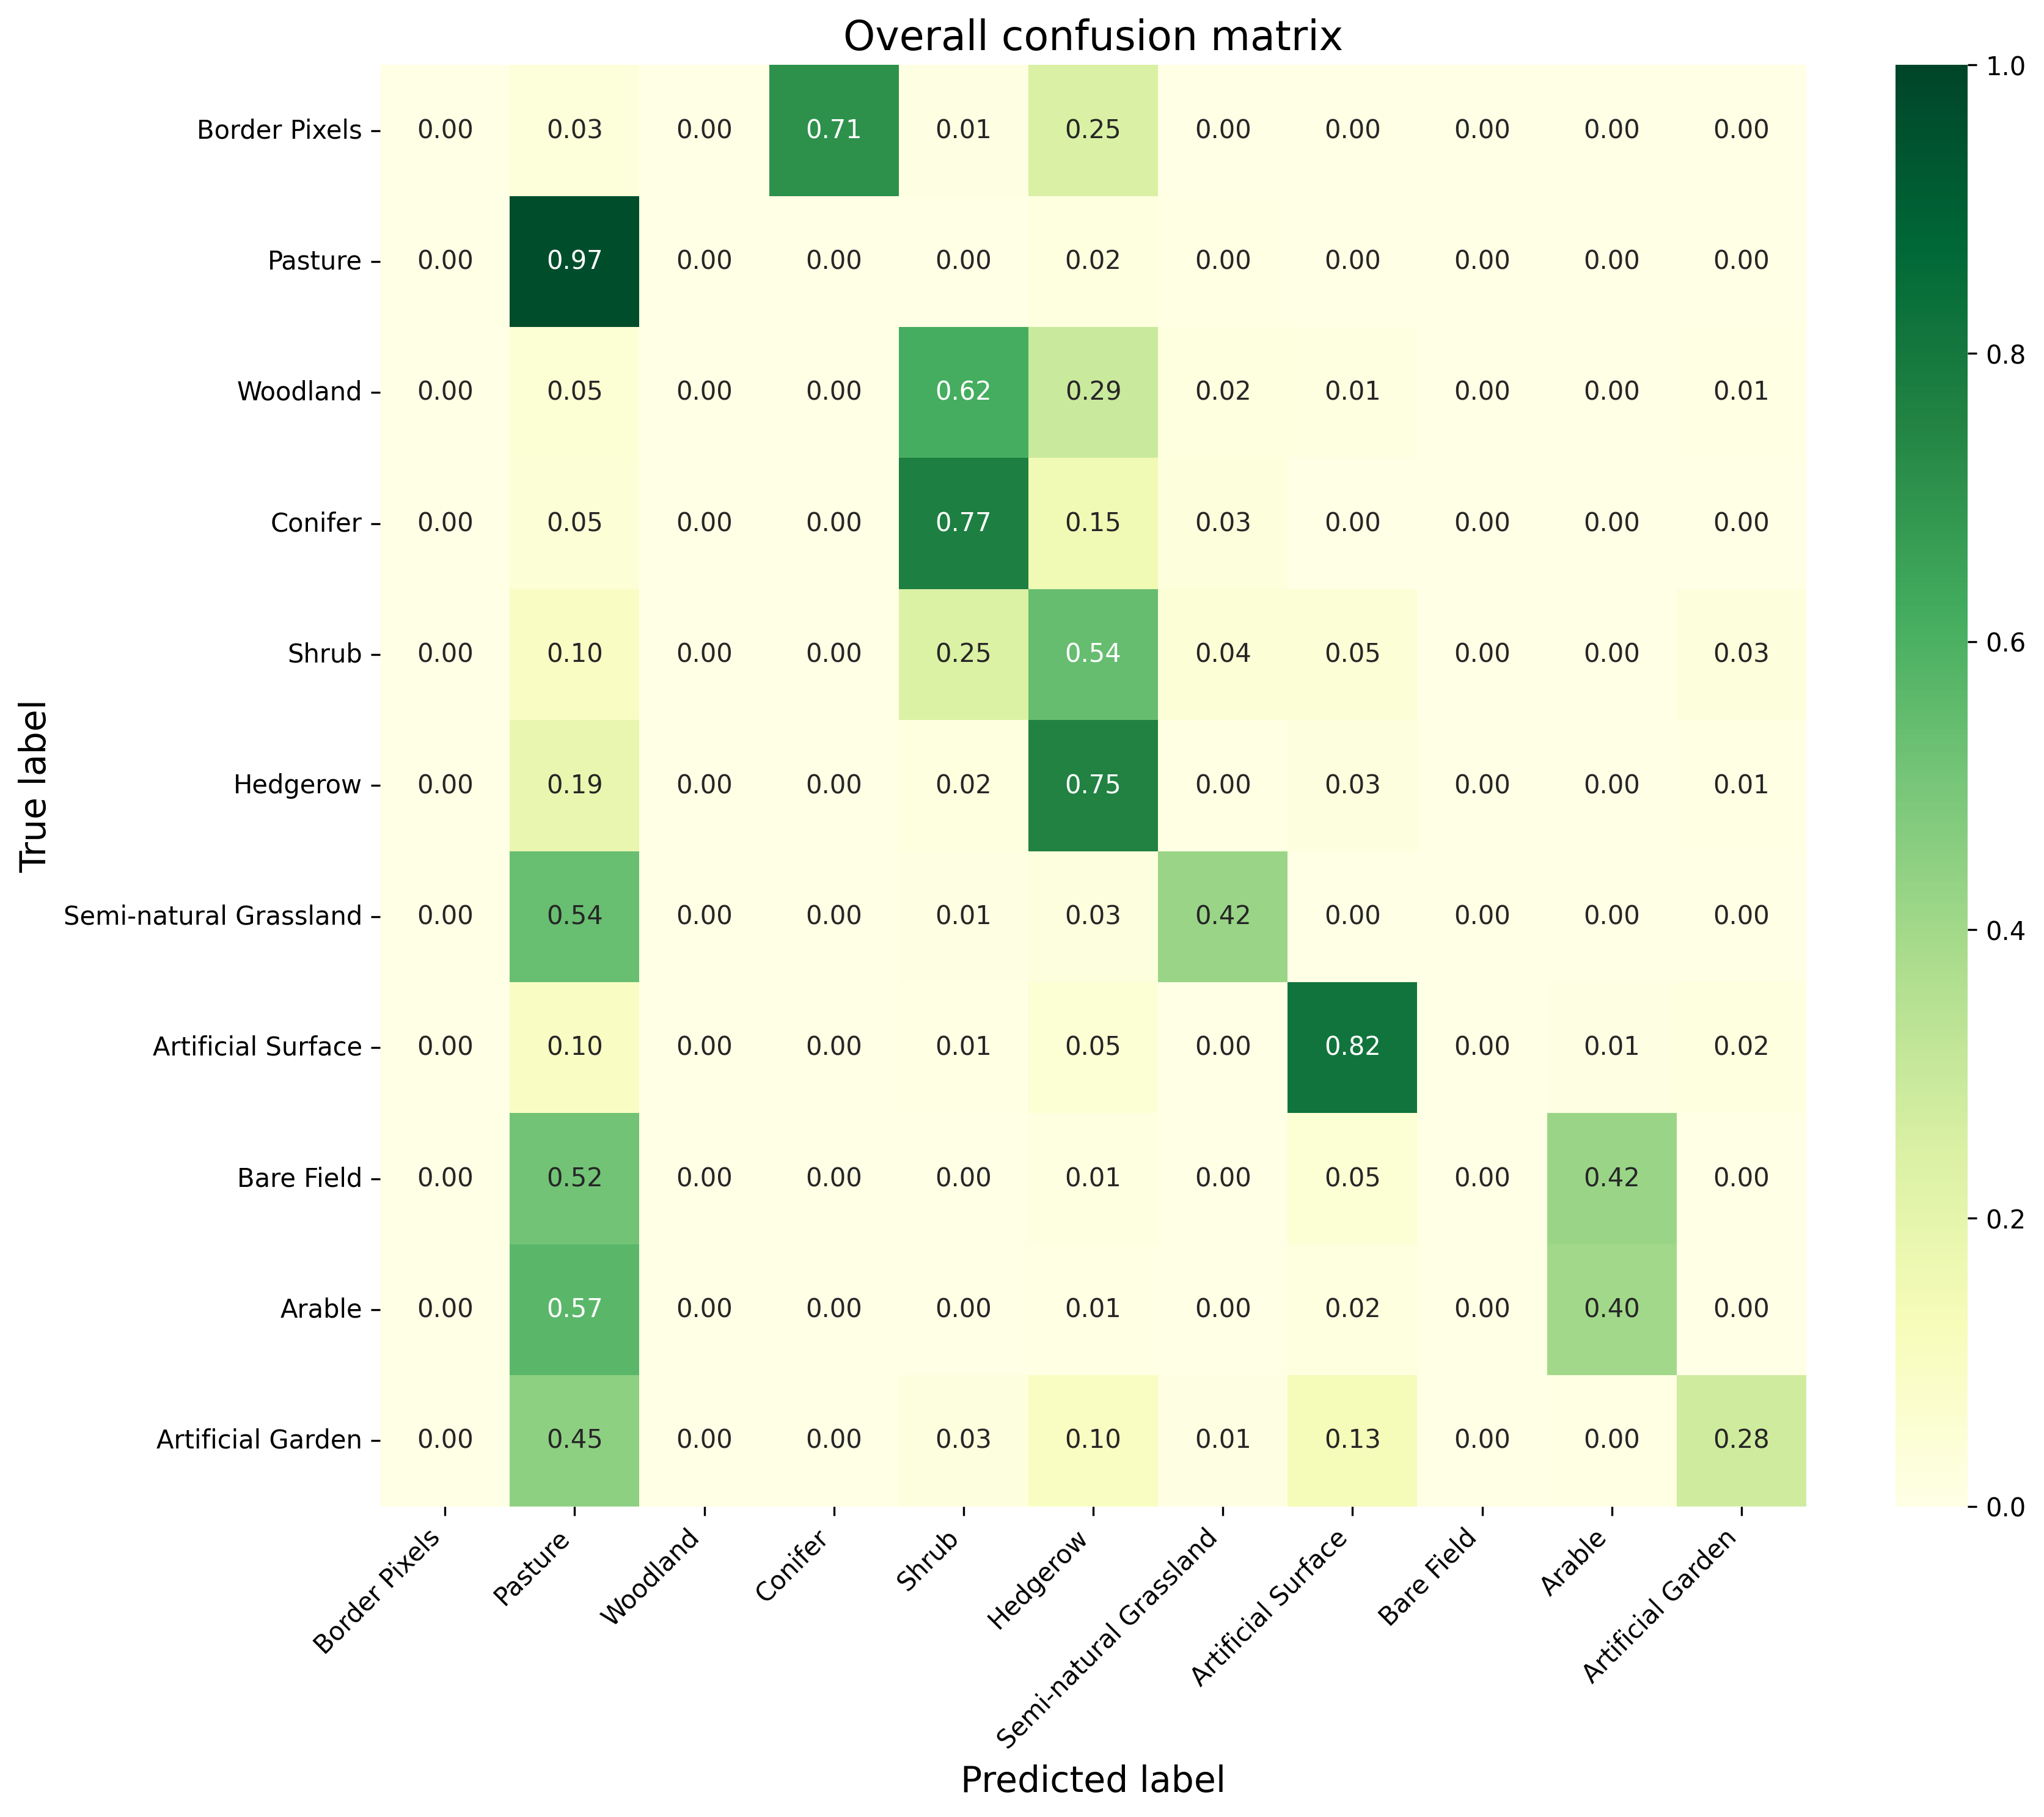 Overall confusion matrix
1.0
Border Pixels 0.00 0.03 0.00 0.71 0.01 0.25 0.00 0.00 0.00 0.00 0.00
Pasture 0.00 0.97 0.00 0.00 0.00 0.02 0.00 0.00 0.00 0.00 0.00
0.8
Woodland 0.00 0.05 0.00 0.00 0.62 0.29 0.02 0.01 0.00 0.00 0.01
Conifer 0.00 0.05 0.00 0.00 0.77 0.15 0.03 0.00 0.00 0.00 0.00
0.6
Shrub 0.00 0.10 0.00 0.00 0.25 0.54 0.04 0.05 0.00 0.00 0.03
True label
Hedgerow 0.00 0.19 0.00 0.00 0.02 0.75 0.00 0.03 0.00 0.00 0.01
Semi-natural Grassland 0.00 0.54 0.00 0.00 0.01 0.03 0.42 0.00 0.00 0.00 0.00
0.4
Artificial Surface 0.00 0.10 0.00 0.00 0.01 0.05 0.00 0.82 0.00 0.01 0.02
Bare Field 0.00 0.52 0.00 0.00 0.00 0.01 0.00 0.05 0.00 0.42 0.00
0.2
Arable 0.00 0.57 0.00 0.00 0.00 0.01 0.00 0.02 0.00 0.40 0.00
Artificial Garden 0.00 0.45 0.00 0.00 0.03 0.10 0.01 0.13 0.00 0.00 0.28
0.0
Border Pixels
Pasture
Woodland
Conifer
Shrub
Hedgerow
Semi-natural Grassland
Artificial Surface
Bare Field
Arable
Artificial Garden
Predicted label